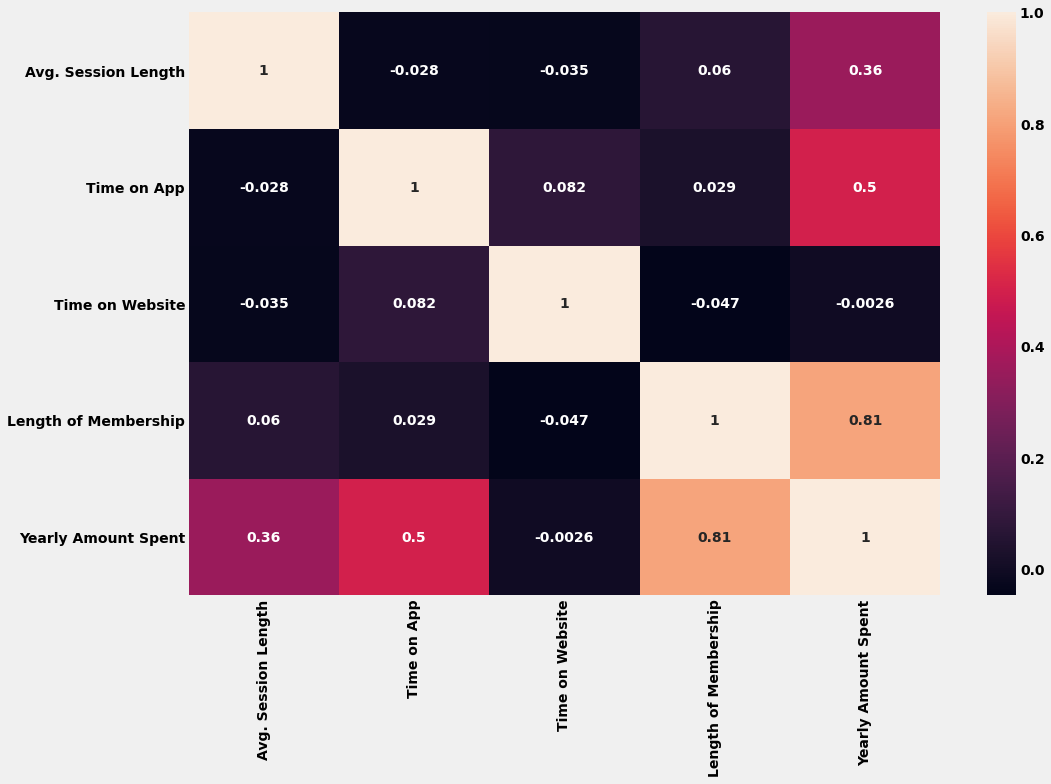 Avg. Session Length 1 -0.028 -0.035 0.06 0.36
Time on App -0.028 1 0.082 0.029 0.5
Time on Website -0.035 0.082 1 -0.047 -0.0026
Length of Membership 0.06 0.029 -0.047 1 0.81
Yearly Amount Spent 0.36 0.5 -0.0026 0.81 1
Avg. Session Length
Time on App
Time on Website
Length of Membership
Yearly Amount Spent
1.0
0.8
0.6
0.4
0.2
0.0